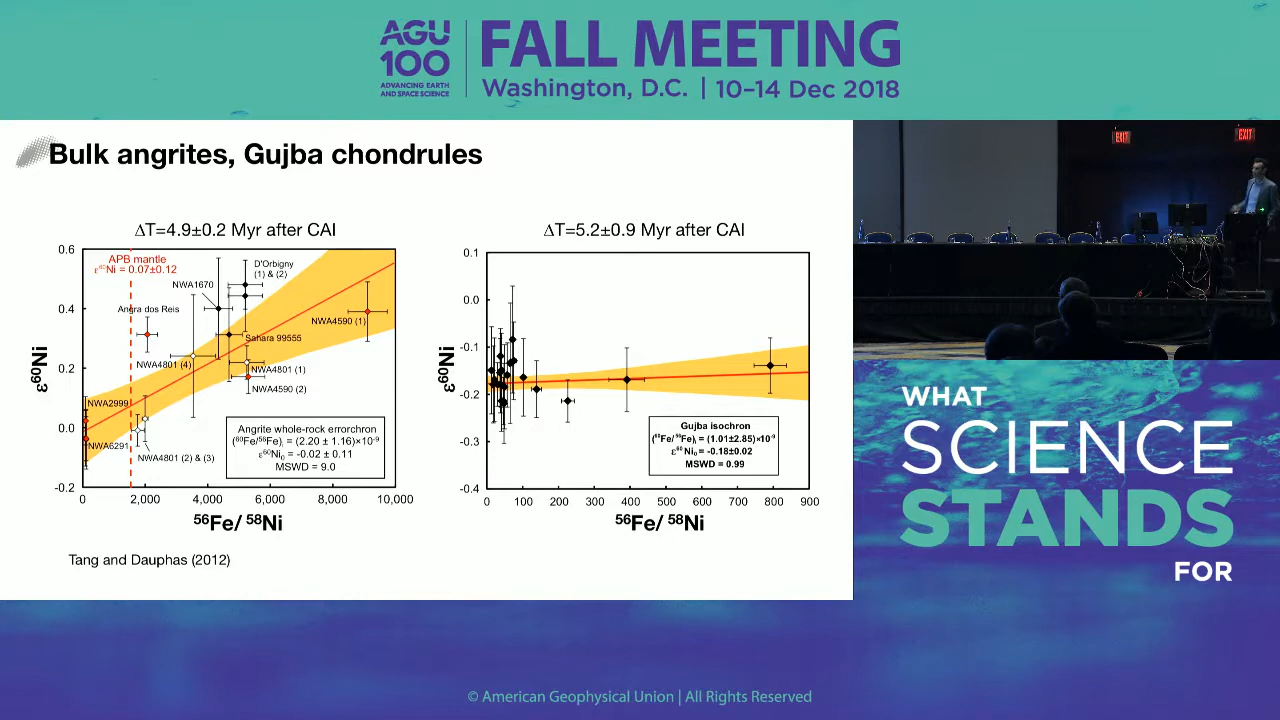 AGU
100
ADVANCING EARTH
AND SPACE SCIENCE
FALL MEETING
Washington, D.C. | 10–14 Dec 2018
Bulk angrites, Gujba chondrules
ΔT=4.9±0.2 Myr after CAI
0.6
0.4
0.2
0.0
-0.2
ε⁶⁰Ni
APB mantle
ε⁶⁰Ni = 0.07±0.12
D'Orbigny
(1) & (2)
NWA1670
Angra dos Reis
NWA4590 (1)
Sahara 99555
NWA4801 (4)
NWA4801 (1)
NWA4590 (2)
NWA2999
NWA6291
NWA4801 (2) & (3)
Angrite whole-rock errorchron
(⁶⁰Fe/⁵⁶Fe)ᵢ = (2.20 ± 1.16)×10⁻⁹
ε⁶⁰Ni₀ = -0.02 ± 0.11
MSWD = 9.0
0 2,000 4,000 6,000 8,000 10,000
⁵⁶Fe/ ⁵⁸Ni
ΔT=5.2±0.9 Myr after CAI
0.1
0.0
-0.1
-0.2
-0.3
-0.4
ε⁶⁰Ni
Gujba isochron
(⁶⁰Fe/⁵⁶Fe)ᵢ = (1.01±2.85)×10⁻⁹
ε⁶⁰Ni₀ = -0.18±0.02
MSWD = 0.99
0 100 200 300 400 500 600 700 800 900
⁵⁶Fe/ ⁵⁸Ni
Tang and Dauphas (2012)
EXIT
EXIT
WHAT
SCIENCE
STANDS
FOR
© American Geophysical Union | All Rights Reserved